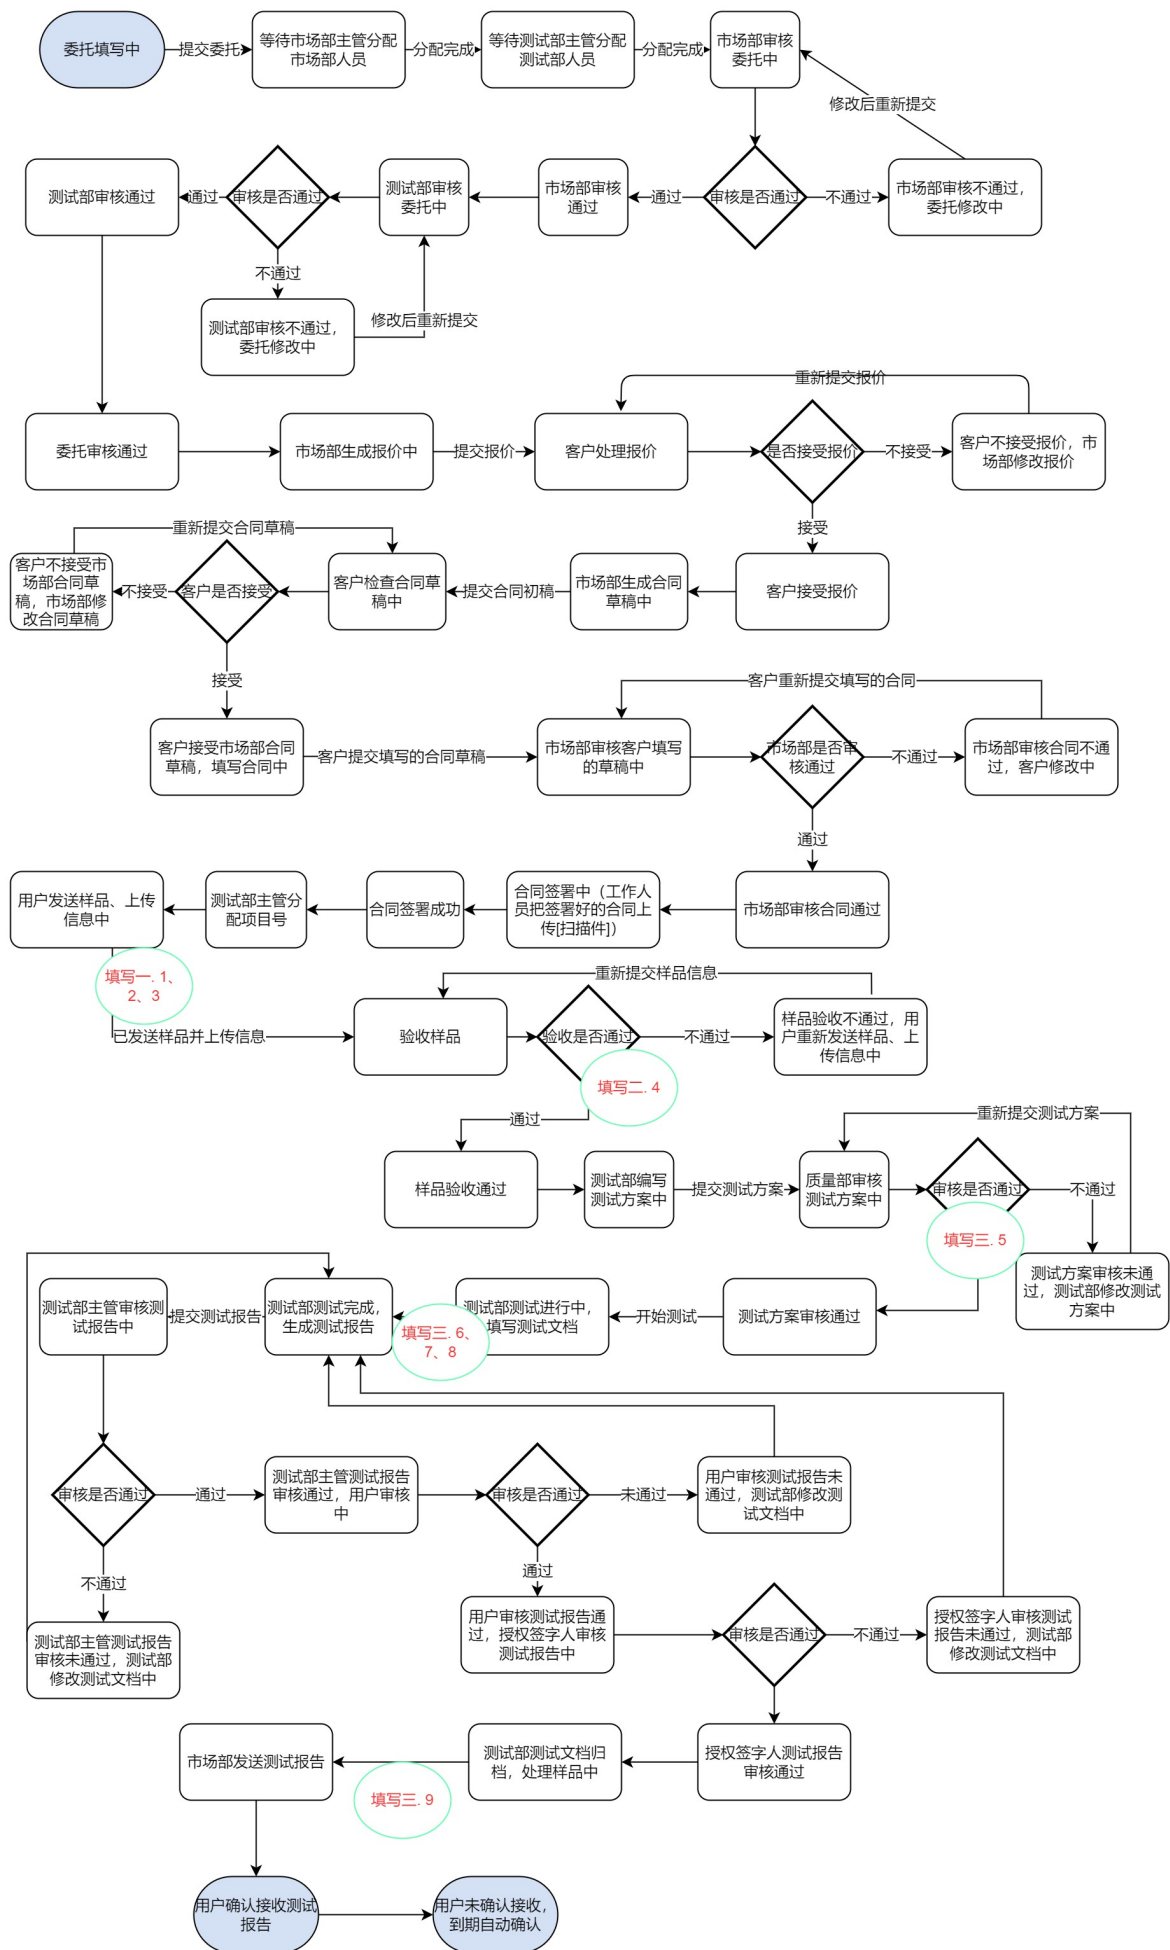 委托填写中
提交委托
等待市场部主管分配
市场部人员
分配完成
等待测试部主管分配
测试部人员
分配完成
市场部审核
委托中
修改后重新提交
测试部审核通过
通过
审核是否通过
测试部审核
委托中
市场部审核
通过
通过
审核是否通过
不通过
市场部审核不通过，
委托修改中
不通过
测试部审核不通过，
委托修改中
修改后重新提交
重新提交报价
委托审核通过
市场部生成报价中
提交报价
客户处理报价
是否接受报价
不接受
客户不接受报价，市
场部修改报价
接受
重新提交合同草稿
客户不接受市
场部合同草
稿，市场部修
改合同草稿
不接受
客户是否接受
客户检查合同草
稿中
提交合同初稿
市场部生成合同
草稿中
客户接受报价
接受
客户重新提交填写的合同
客户接受市场部合同
草稿，填写合同中
客户提交填写的合同草稿
市场部审核客户填写
的草稿中
市场部是否审
核通过
不通过
市场部审核合同不通
过，客户修改中
通过
用户发送样品、上传
信息中
测试部主管分
配项目号
合同签署成功
合同签署中（工作人
员把签署好的合同上
传[扫描件]）
市场部审核合同通过
填写一. 1、
2、3
重新提交样品信息
已发送样品并上传信息
验收样品
验收是否通过
不通过
样品验收不通过，用
户重新发送样品、上
传信息中
填写二. 4
通过
重新提交测试方案
样品验收通过
测试部编写
测试方案中
提交测试方案
质量部审核
测试方案中
审核是否通过
不通过
填写三. 5
测试方案审核未通
过，测试部修改测试
方案中
测试部主管审核测
试报告中
提交测试报告
测试部测试完成，
生成测试报告
填写三. 6、
7、8
测试部测试进行中，
填写测试文档
开始测试
测试方案审核通过
审核是否通过
通过
测试部主管测试报告
审核通过，用户审核
中
审核是否通过
未通过
用户审核测试报告未
通过，测试部修改测
试文档中
不通过
通过
测试部主管测试报告
审核未通过，测试部
修改测试文档中
用户审核测试报告通
过，授权签字人审核
测试报告中
审核是否通过
不通过
授权签字人审核测试
报告未通过，测试部
修改测试文档中
市场部发送测试报告
填写三. 9
测试部测试文档归
档，处理样品中
授权签字人测试报告
审核通过
用户确认接收测试
报告
用户未确认接收，
到期自动确认